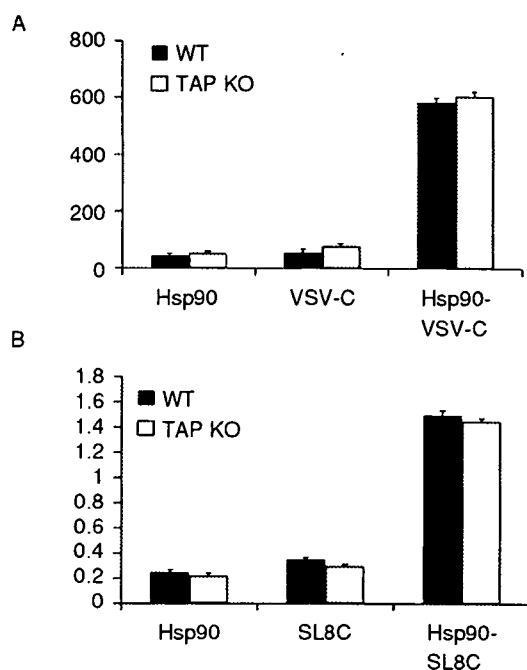 A
WT
TAP KO
800
600
400
200
0
Hsp90 VSV-C Hsp90-
VSV-C
B
WT
TAP KO
1.8
1.6
1.4
1.2
1
0.8
0.6
0.4
0.2
0
Hsp90 SL8C Hsp90-
SL8C